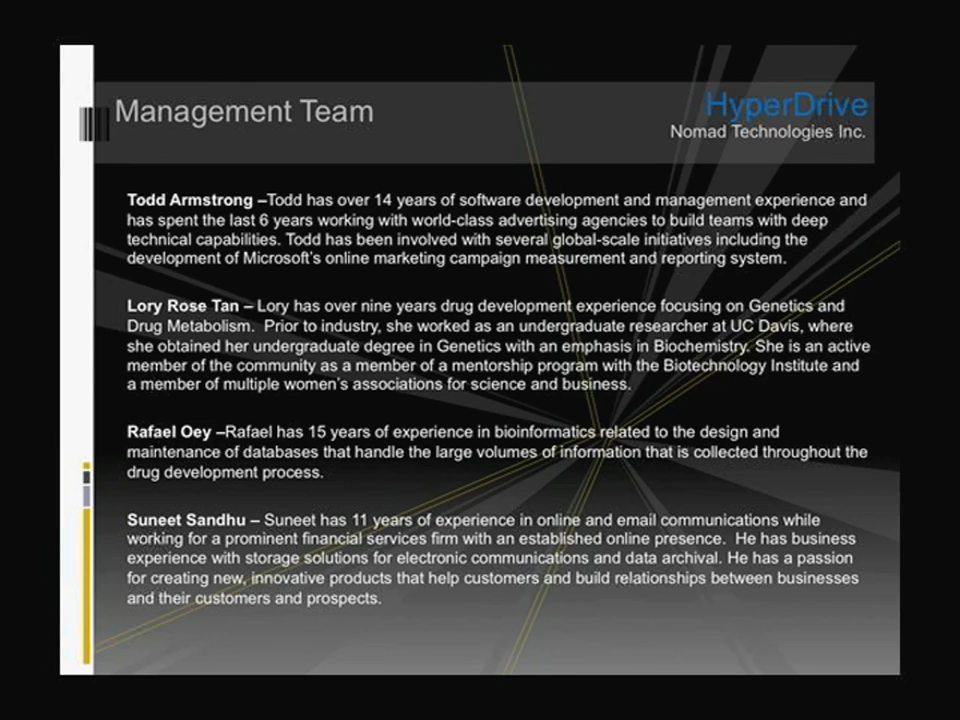 Management Team
HyperDrive
Nomad Technologies Inc.
Todd Armstrong –Todd has over 14 years of software development and management experience and
has spent the last 6 years working with world-class advertising agencies to build teams with deep
technical capabilities. Todd has been involved with several global-scale initiatives including the
development of Microsoft's online marketing campaign measurement and reporting system.
Lory Rose Tan – Lory has over nine years drug development experience focusing on Genetics and
Drug Metabolism.  Prior to industry, she worked as an undergraduate researcher at UC Davis, where
she obtained her undergraduate degree in Genetics with an emphasis in Biochemistry. She is an active
member of the community as a member of a mentorship program with the Biotechnology Institute and
a member of multiple women's associations for science and business.
Rafael Oey –Rafael has 15 years of experience in bioinformatics related to the design and
maintenance of databases that handle the large volumes of information that is collected throughout the
drug development process.
Suneet Sandhu – Suneet has 11 years of experience in online and email communications while
working for a prominent financial services firm with an established online presence.  He has business
experience with storage solutions for electronic communications and data archival. He has a passion
for creating new, innovative products that help customers and build relationships between businesses
and their customers and prospects.